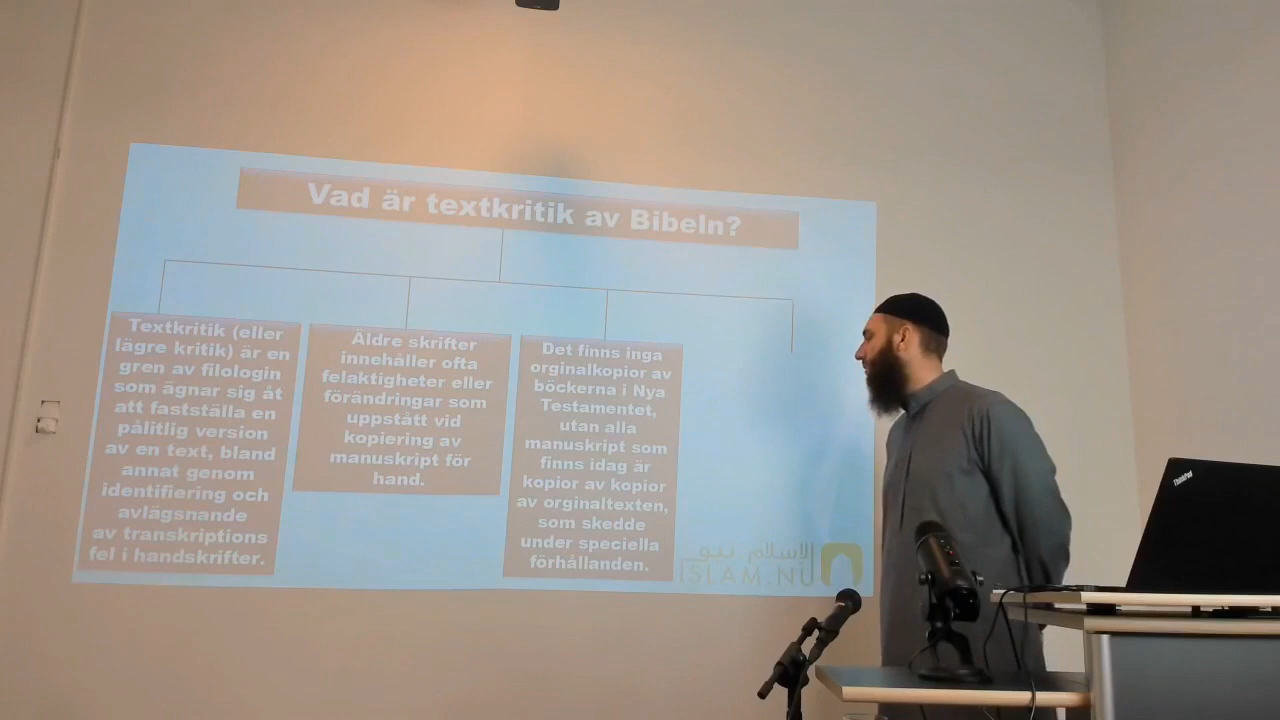 Vad är textkritik av Bibeln?
Textkritik (eller
lägre kritik) är en
gren av filologin
som ägnar sig åt
att fastställa en
pålitlig version
av en text, bland
annat genom
identifiering och
avlägsnande
av transkriptions
fel i handskrifter.
Äldre skrifter
innehåller ofta
felaktigheter eller
förändringar som
uppstått vid
kopiering av
manuskript för
hand.
Det finns inga
orginalkopior av
böckerna i Nya
Testamentet,
utan alla
manuskript som
finns idag är
kopior av kopior
av orginaltexten,
som skedde
under speciella
förhållanden.
الإسلام نيو
ISLAM.NU
ThinkPad